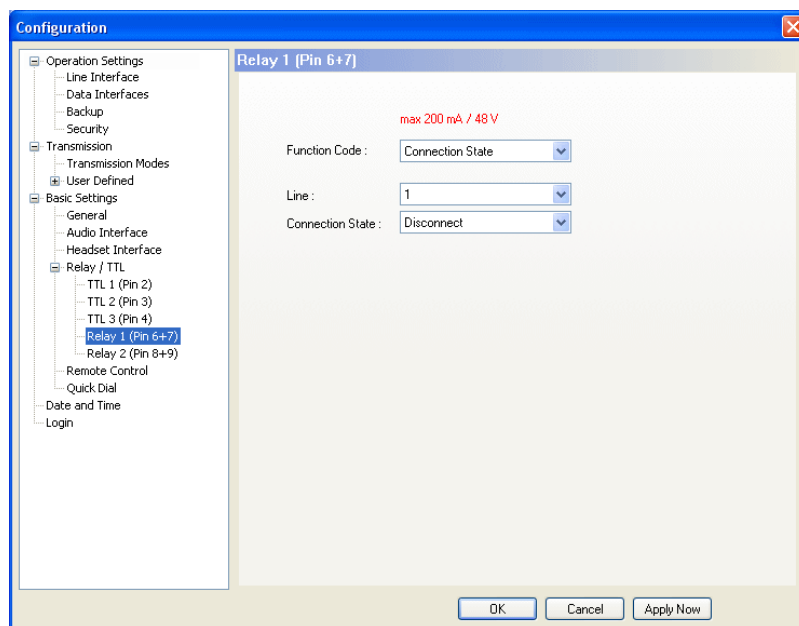 Configuration
Operation Settings
Line Interface
Data Interfaces
Backup
Security
Transmission
Transmission Modes
User Defined
Basic Settings
General
Audio Interface
Headset Interface
Relay / TTL
TTL 1 (Pin 2)
TTL 2 (Pin 3)
TTL 3 (Pin 4)
Relay 1 (Pin 6+7)
Relay 2 (Pin 8+9)
Remote Control
Quick Dial
Date and Time
Login
Relay 1 (Pin 6+7)
max 200 mA / 48 V
Function Code : Connection State
Line : 1
Connection State : Disconnect
OK Cancel Apply Now